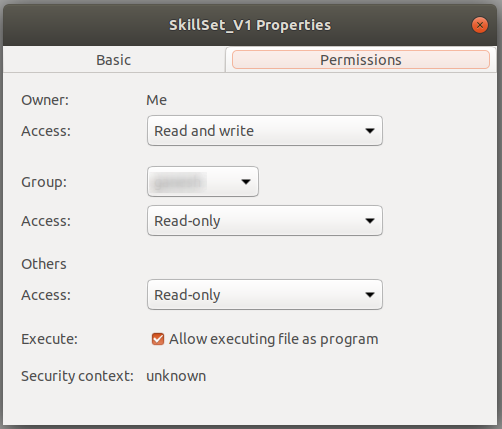 SkillSet_V1 Properties
Basic Permissions
Owner: Me
Access: Read and write
Group:
Access: Read-only
Others
Access: Read-only
Execute: Allow executing file as program
Security context: unknown